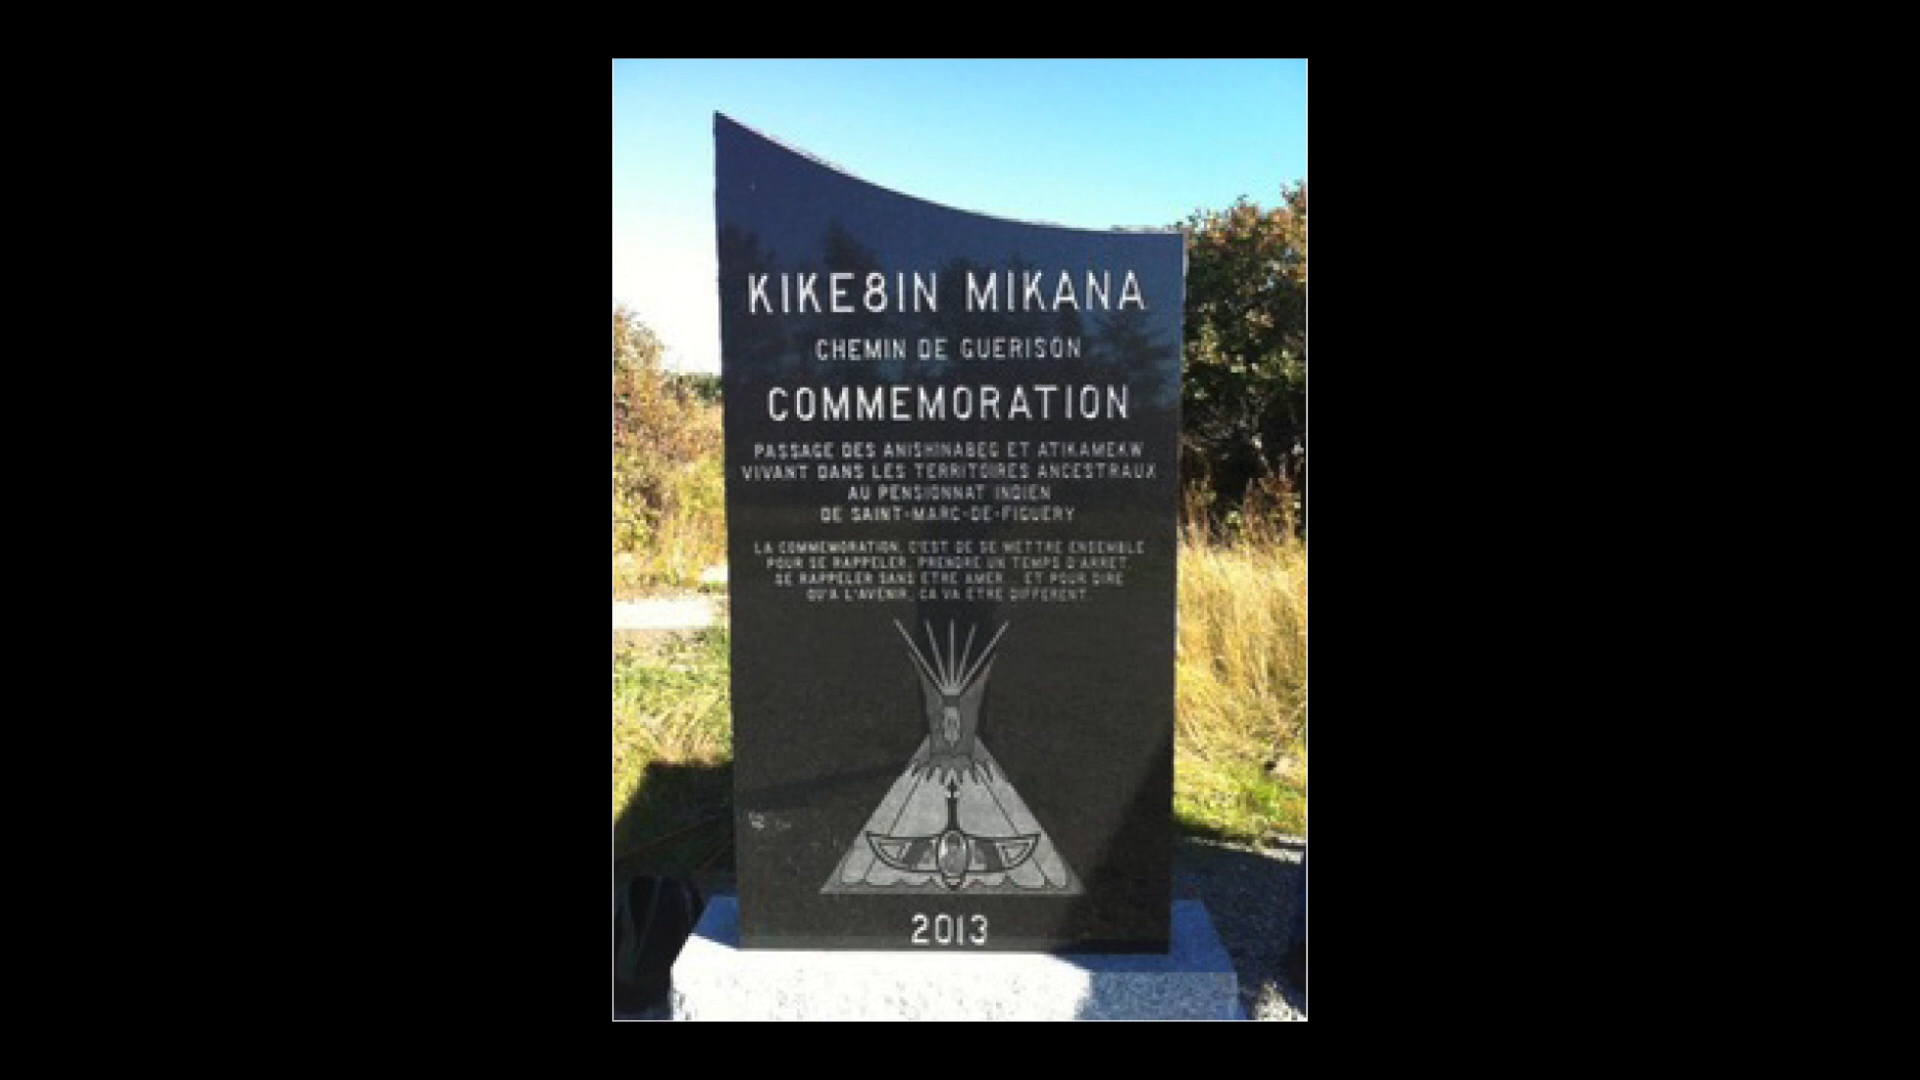 KIKE8IN MIKANA
CHEMIN DE GUERISON
COMMEMORATION
PASSAGE DES ANISHINABEG ET ATIKAMEKW
VIVANT DANS LES TERRITOIRES ANCESTRAUX
AU PENSIONNAT INDIEN
DE SAINT-MARC-DE-FIGUERY
LA COMMEMORATION, C'EST DE SE METTRE ENSEMBLE
POUR SE RAPPELER, PRENDRE UN TEMPS D'ARRET,
SE RAPPELER SANS ETRE AMER... ET POUR DIRE
QU'A L'AVENIR, CA VA ETRE DIFFERENT.
2013